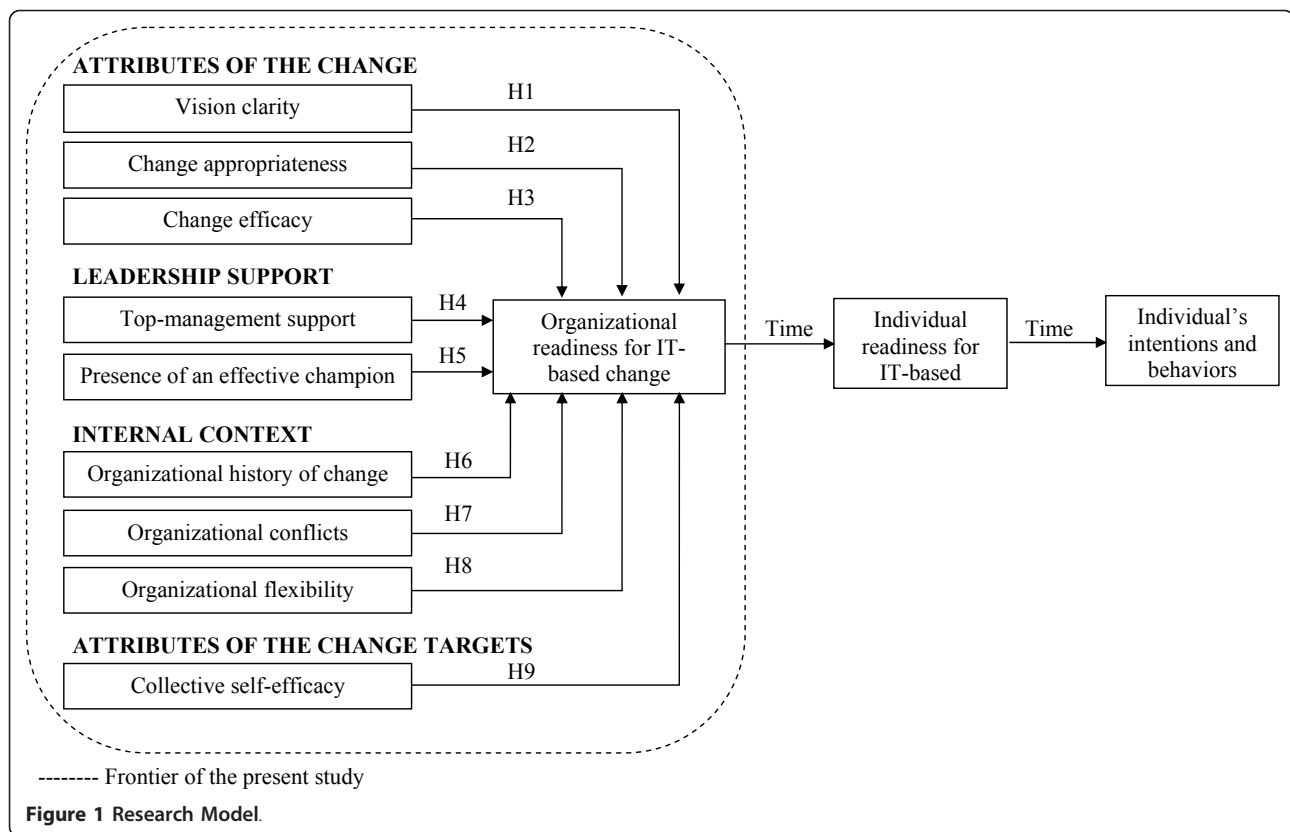 ATTRIBUTES OF THE CHANGE
Vision clarity
H1
Change appropriateness
H2
Change efficacy
H3
LEADERSHIP SUPPORT
Top-management support
H4
Presence of an effective champion
H5
INTERNAL CONTEXT
Organizational history of change
H6
Organizational conflicts
H7
Organizational flexibility
H8
ATTRIBUTES OF THE CHANGE TARGETS
Collective self-efficacy
H9
Organizational
readiness for IT-
based change
Time
Individual
readiness for
IT-based
Time
Individual's
intentions and
behaviors
-------- Frontier of the present study
Figure 1 Research Model.